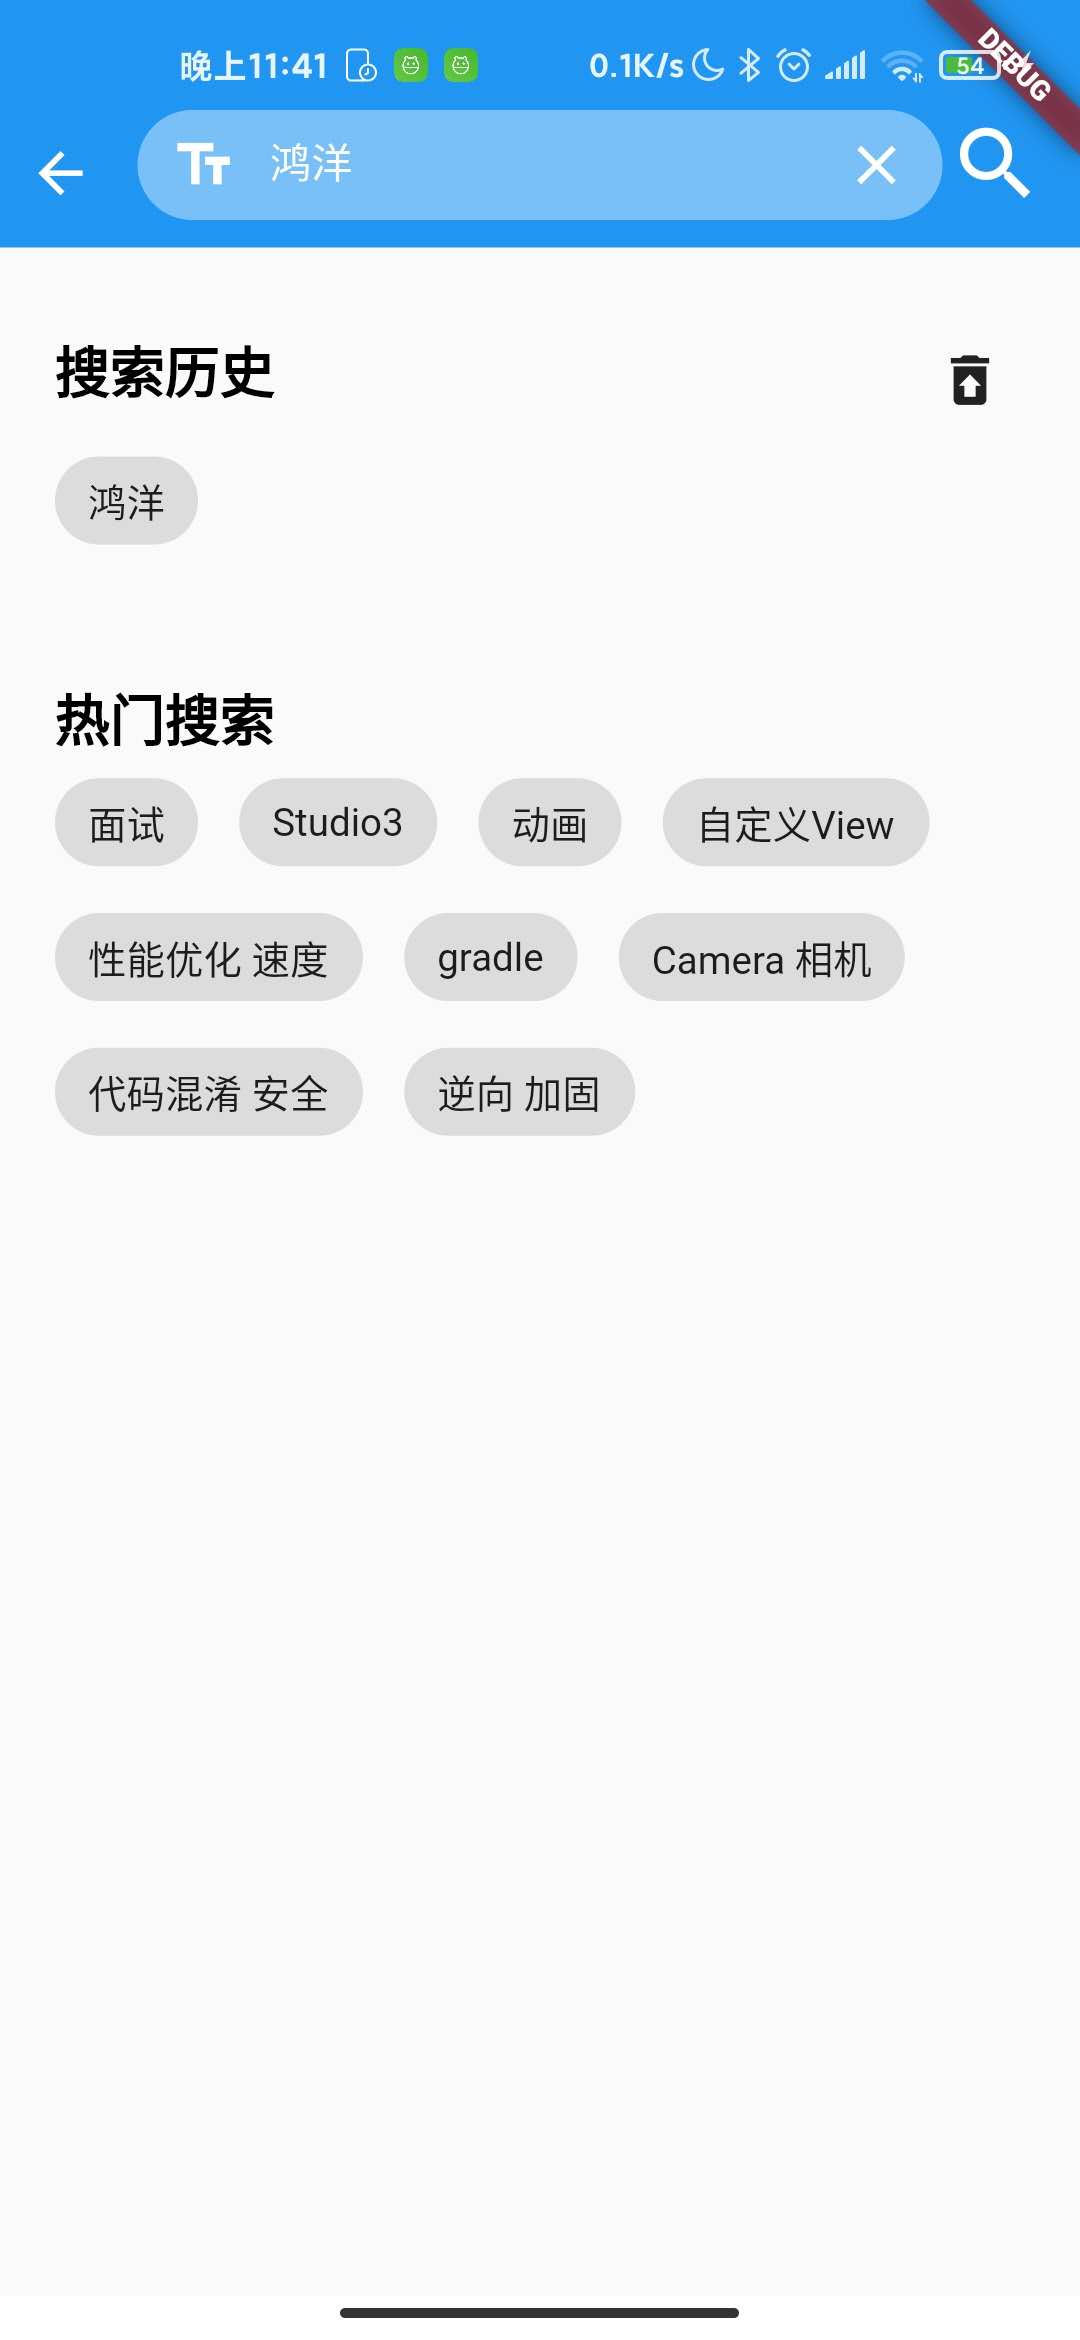 晚上11:41 0.1K/s 54
DEBUG
鸿洋
搜索历史
鸿洋
热门搜索
面试 Studio3 动画 自定义View
性能优化 速度 gradle Camera 相机
代码混淆 安全 逆向 加固